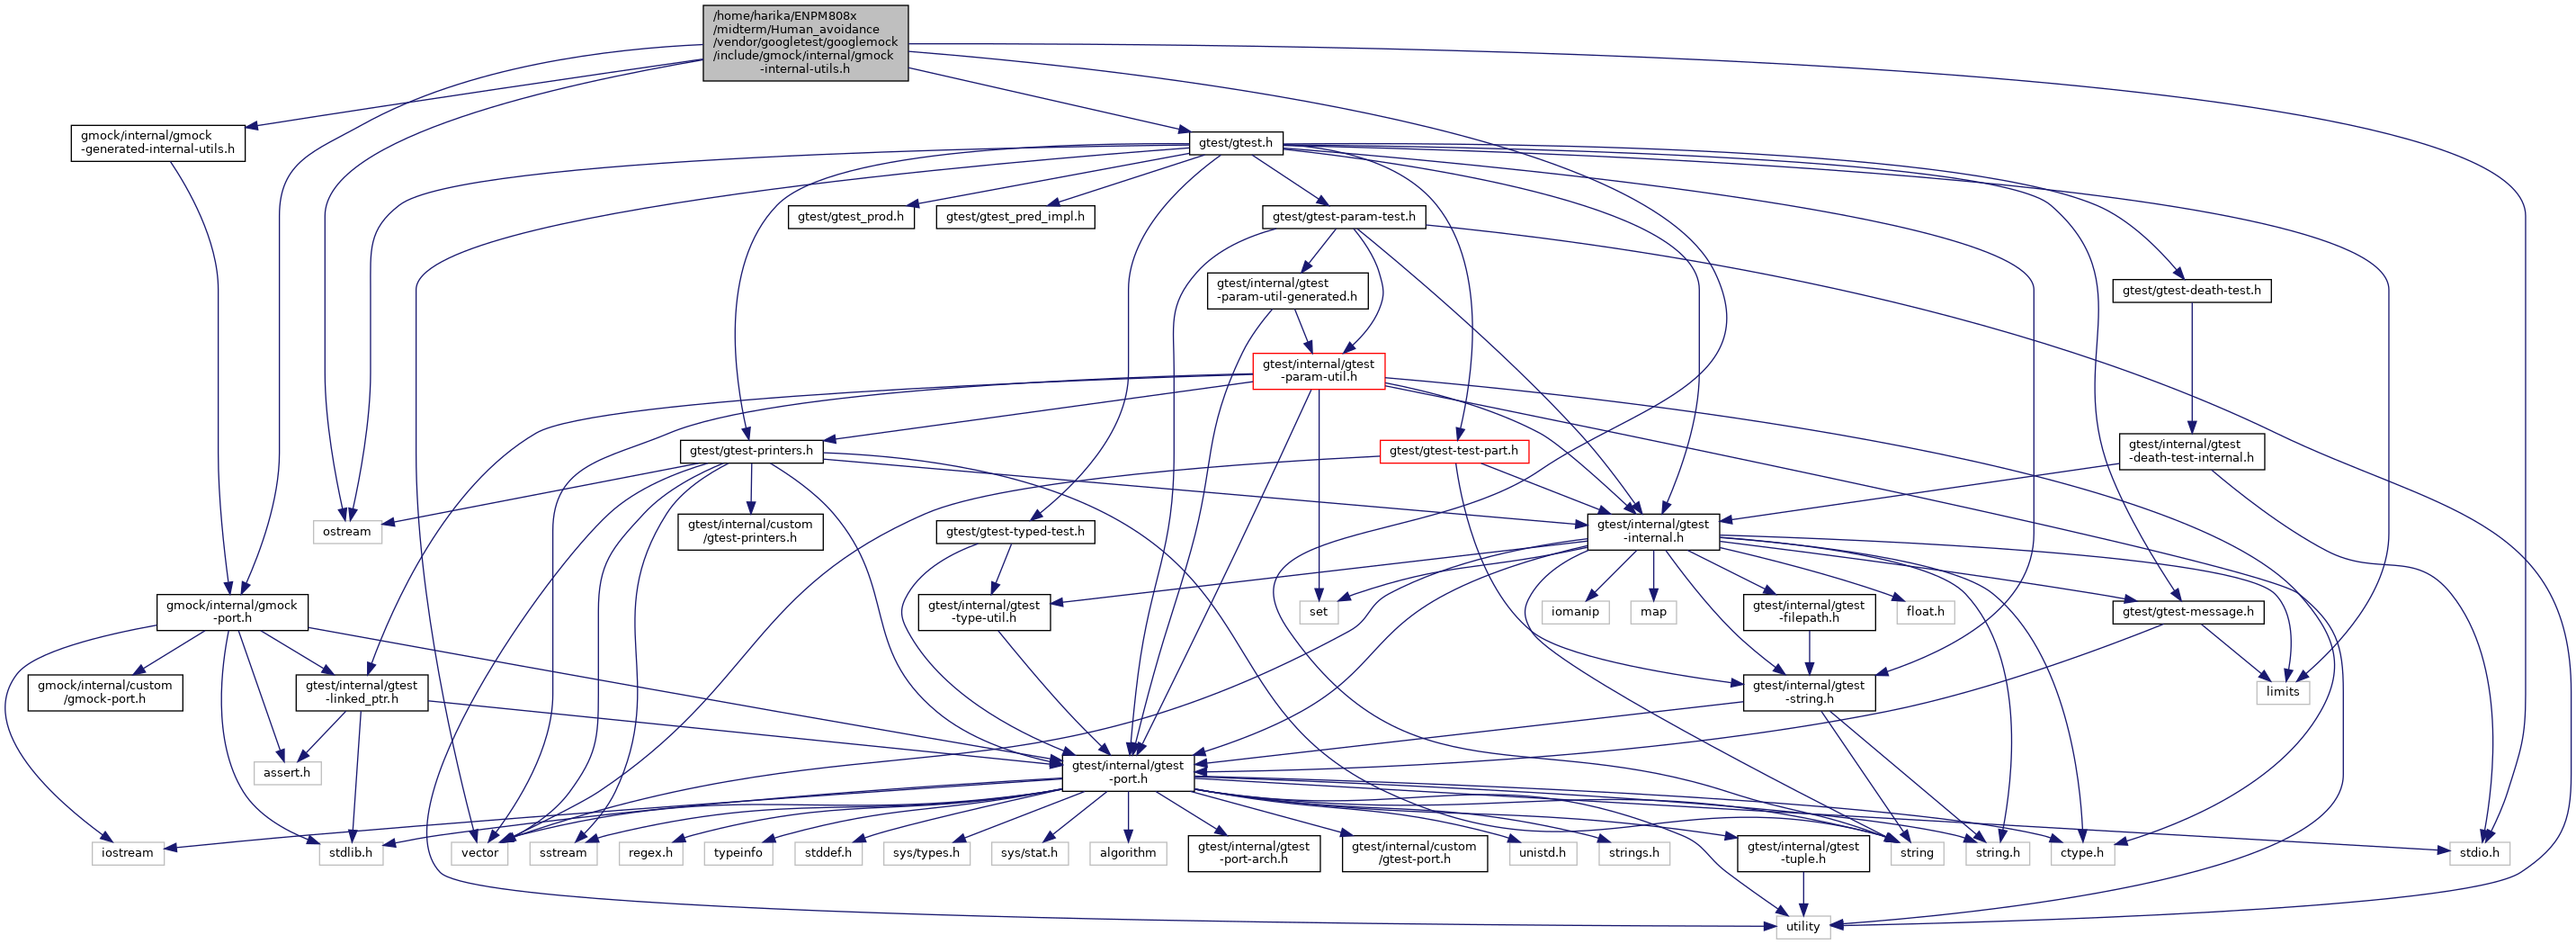 /home/harika/ENPM808x
/midterm/Human_avoidance
/vendor/googletest/googlemock
/include/gmock/internal/gmock
-internal-utils.h
gmock/internal/gmock
-generated-internal-utils.h
gtest/gtest.h
gtest/gtest_prod.h
gtest/gtest_pred_impl.h
gtest/gtest-param-test.h
gtest/internal/gtest
-param-util-generated.h
gtest/gtest-death-test.h
gtest/internal/gtest
-param-util.h
gtest/gtest-printers.h
gtest/gtest-test-part.h
gtest/internal/gtest
-death-test-internal.h
ostream
gtest/internal/custom
/gtest-printers.h
gtest/gtest-typed-test.h
gtest/internal/gtest
-internal.h
gmock/internal/gmock
-port.h
gtest/internal/gtest
-type-util.h
set
iomanip
map
gtest/internal/gtest
-filepath.h
float.h
gtest/gtest-message.h
gmock/internal/custom
/gmock-port.h
gtest/internal/gtest
-linked_ptr.h
gtest/internal/gtest
-string.h
limits
assert.h
gtest/internal/gtest
-port.h
iostream
stdlib.h
vector
sstream
regex.h
typeinfo
stddef.h
sys/types.h
sys/stat.h
algorithm
gtest/internal/gtest
-port-arch.h
gtest/internal/custom
/gtest-port.h
unistd.h
strings.h
gtest/internal/gtest
-tuple.h
string
string.h
ctype.h
stdio.h
utility